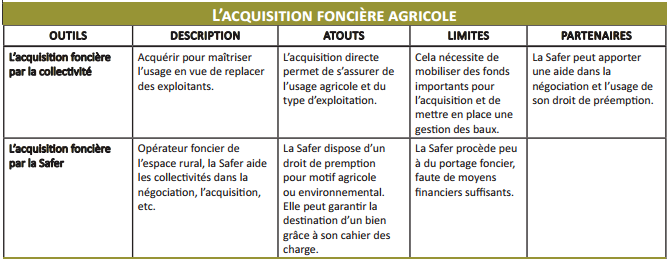 L’ACQUISITION FONCIÈRE AGRICOLE
OUTILS DESCRIPTION ATOUTS LIMITES PARTENAIRES
L’acquisition foncière
par la collectivité
Acquérir pour maîtriser
l’usage en vue de replacer
des exploitants.
L’acquisition directe
permet de s’assurer de
l’usage agricole et du
type d’exploitation.
Cela nécessite de
mobiliser des fonds
importants pour
l’acquisition et de
mettre en place une
gestion des baux.
La Safer peut apporter
une aide dans la
négociation et l’usage de
son droit de préemption.
L’acquisition foncière
par la Safer
Opérateur foncier de
l’espace rural, la Safer aide
les collectivités dans la
négociation, l’acquisition,
etc.
La Safer dispose d’un
droit de premption
pour motif agricole
ou environnemental.
Elle peut garantir la
destination d’un bien
grâce à son cahier des
charge.
La Safer procède peu
à du portage foncier,
faute de moyens
financiers suffisants.